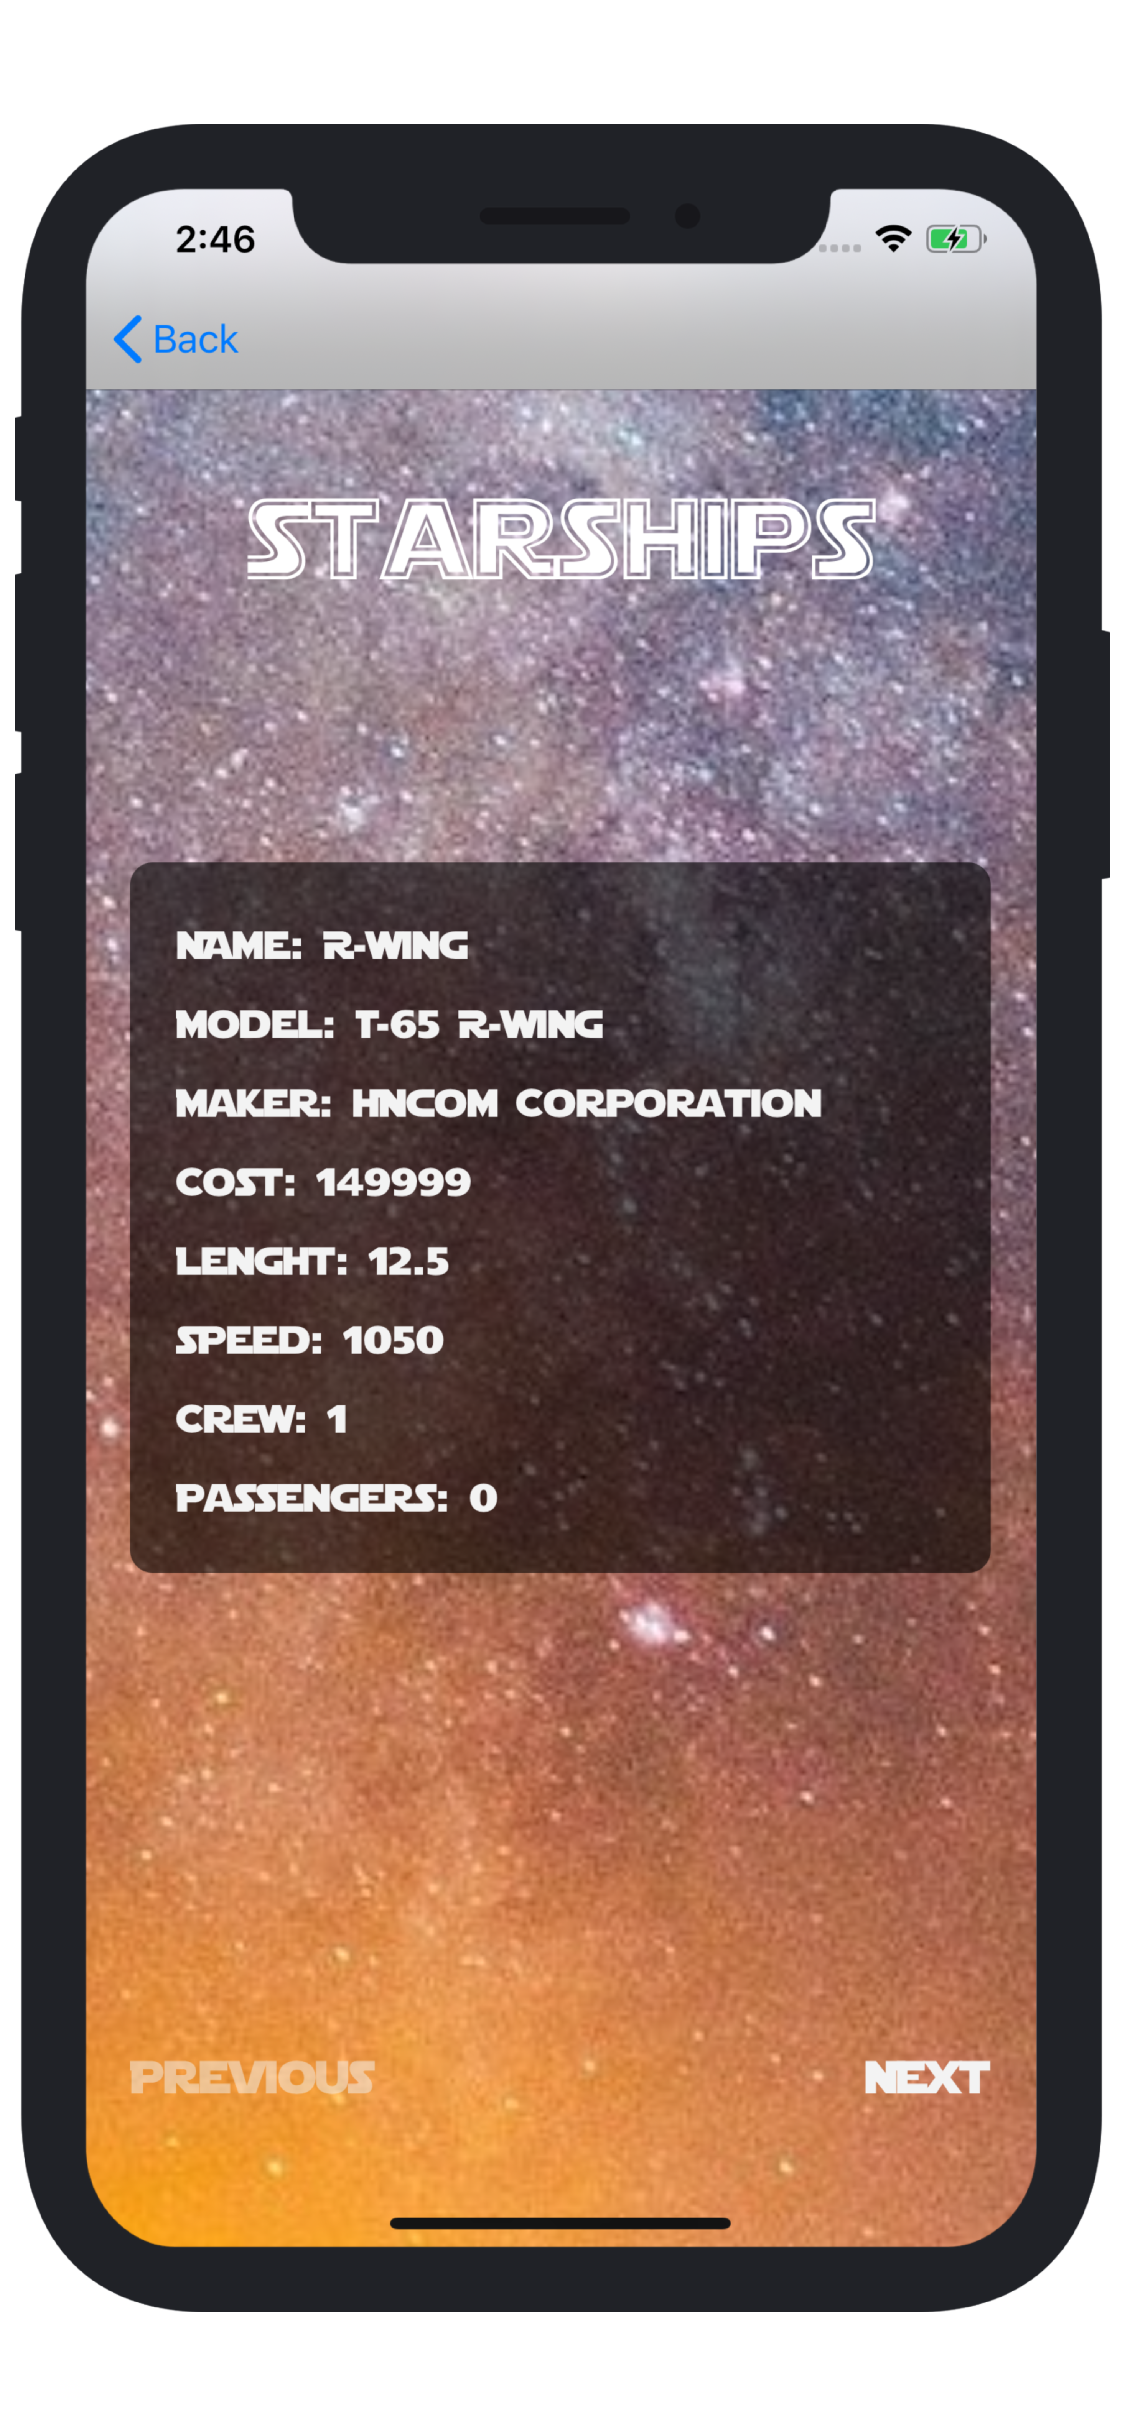 2:46
Back
STARSHIPS
NAME: R-WING
MODEL: T-65 R-WING
MAKER: HNCOM CORPORATION
COST: 149999
LENGHT: 12.5
SPEED: 1050
CREW: 1
PASSENGERS: 0
PREVIOUS
NEXT